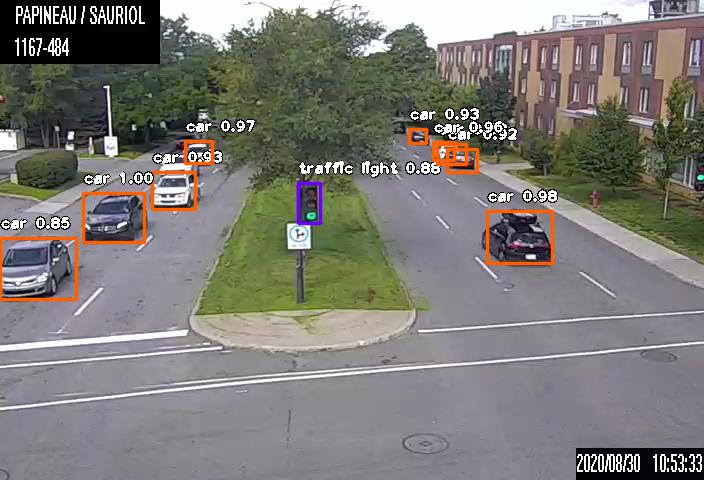 PAPINEAU / SAURIOL
1167-484
car 0.93
car 0.97
car 0.96
car 0.92
car 0.93
traffic light 0.86
car 1.00
car 0.98
car 0.85
2020/08/30 10:53:33